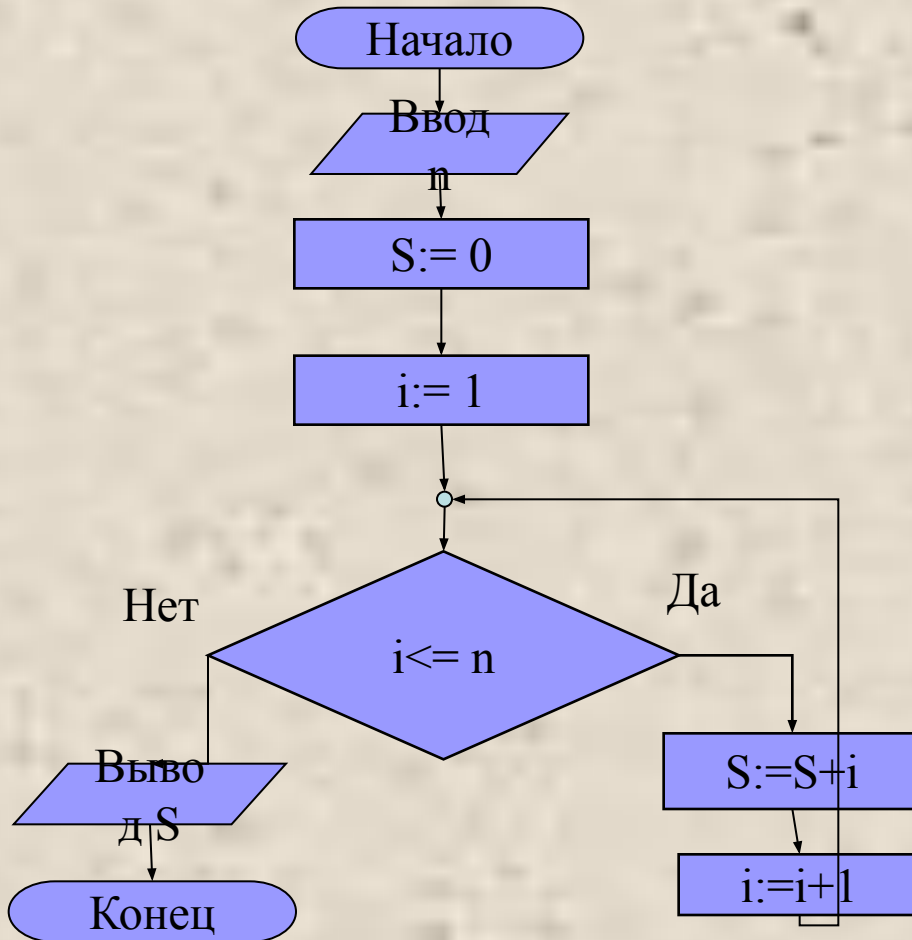 Начало
Ввод
n
S:= 0
i:= 1
Нет
Да
i<= n
Выво
д S
S:=S+i
i:=i+1
Конец